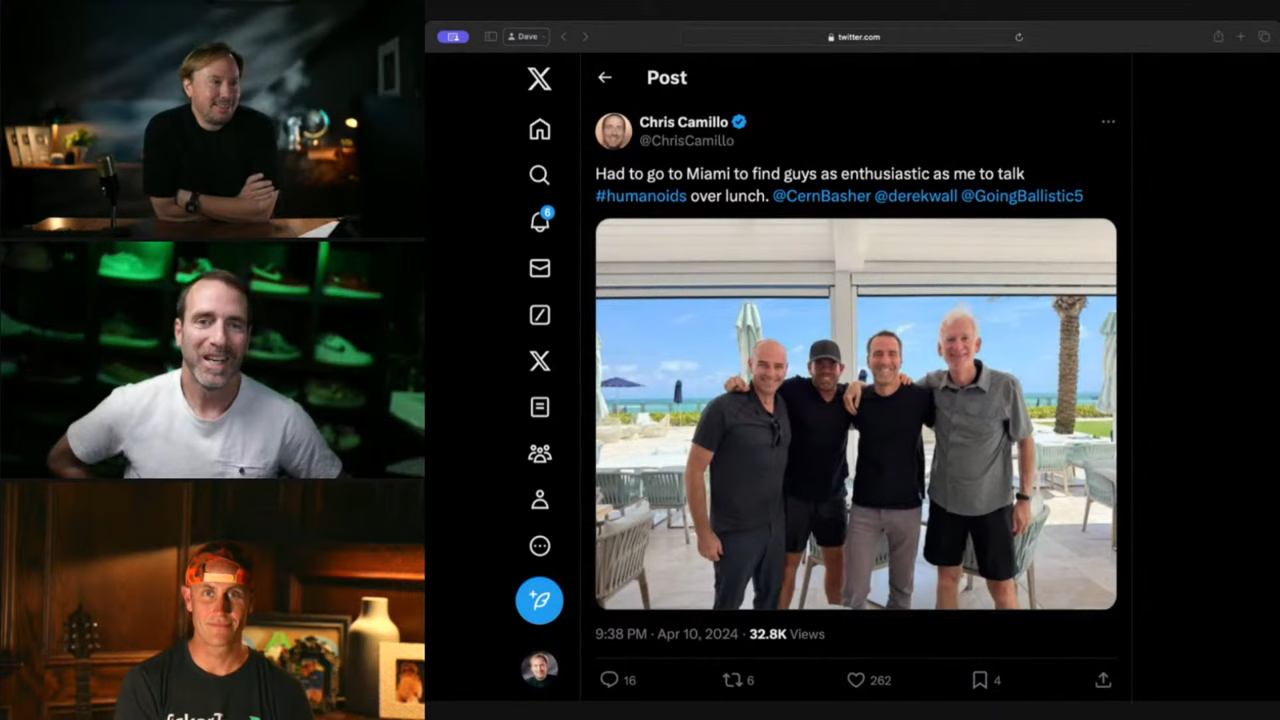 Dave
twitter.com
Post
Chris Camillo
@ChrisCamillo
Had to go to Miami to find guys as enthusiastic as me to talk
#humanoids over lunch. @CernBasher @derekwall @GoingBallistic5
6
9:38 PM · Apr 10, 2024 · 32.8K Views
16 6 262 4